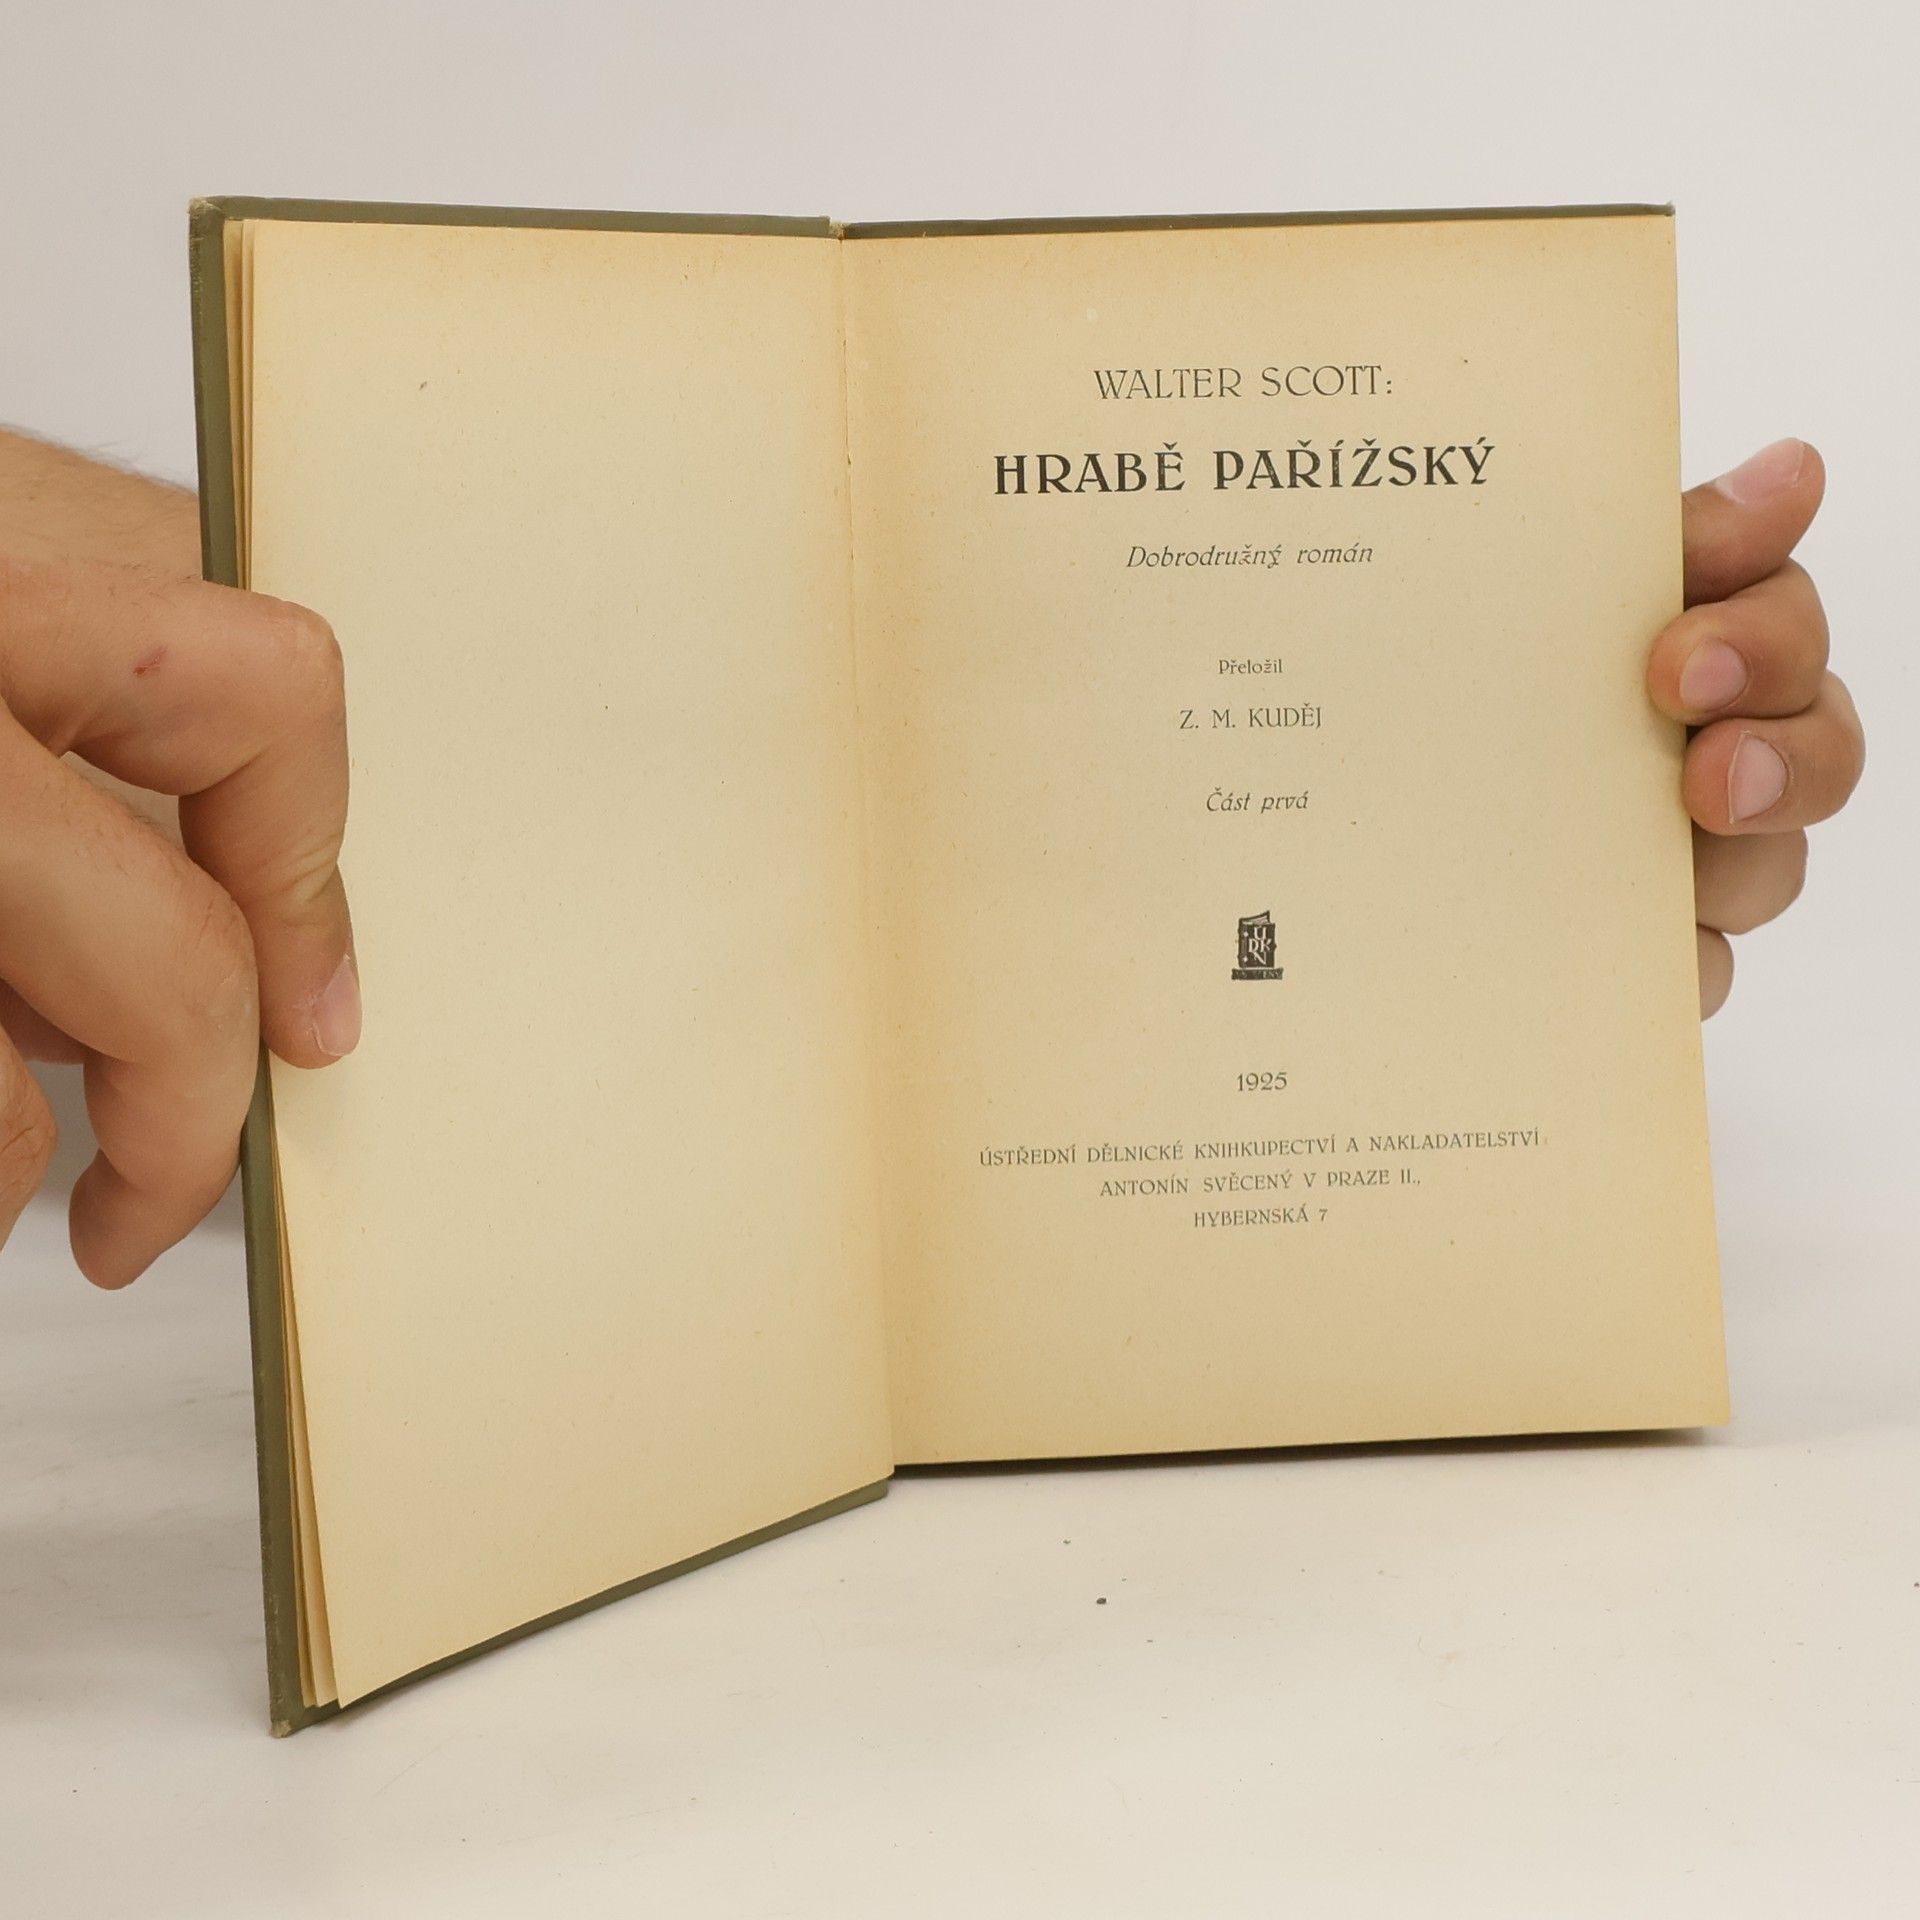 WALTER SCOTT:
HRABĚ PAŘÍŽSKÝ
Dobrodružný román
Přeložil
Z. M. KUDĚJ
Část prvá
ÚDKN
1925
ÚSTŘEDNÍ DĚLNICKÉ KNIHKUPECTVÍ A NAKLADATELSTVÍ
ANTONÍN SVĚCENÝ V PRAZE II.,
HYBERNSKÁ 7